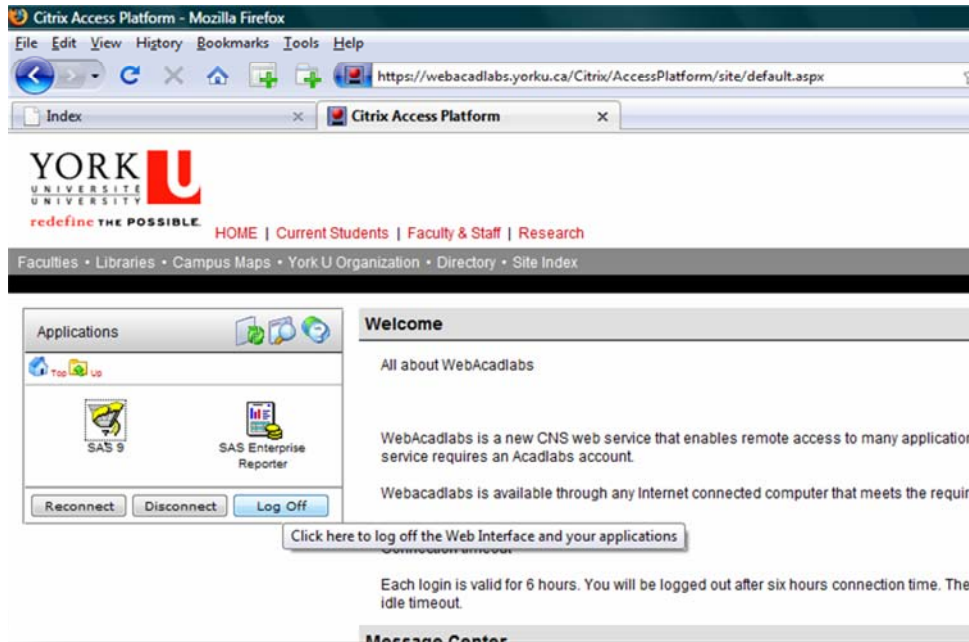 Citrix Access Platform - Mozilla Firefox
File Edit View History Bookmarks Tools Help
https://webacadlabs.yorku.ca/Citrix/AccessPlatform/site/default.aspx
Index
Citrix Access Platform
YORK U
UNIVERSITÉ
UNIVERSITY
redefine THE POSSIBLE.
HOME | Current Students | Faculty & Staff | Research
Faculties • Libraries • Campus Maps • York U Organization • Directory • Site Index
Applications
Top Up
SAS 9
SAS Enterprise
Reporter
Reconnect Disconnect Log Off
Click here to log off the Web Interface and your applications
Welcome
All about WebAcadlabs
WebAcadlabs is a new CNS web service that enables remote access to many application
service requires an Acadlabs account.
Webacadlabs is available through any Internet connected computer that meets the requir
Connection timeout
Each login is valid for 6 hours. You will be logged out after six hours connection time. The
idle timeout.
Message Center